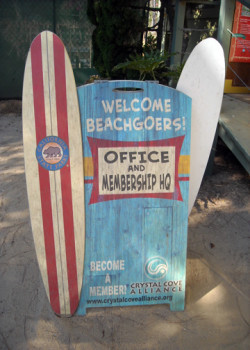 WELCOME
BEACHGOERS!
OFFICE
AND
MEMBERSHIP HQ
BECOME
A
MEMBER!
CRYSTAL COVE
ALLIANCE
www.crystalcovealliance.org